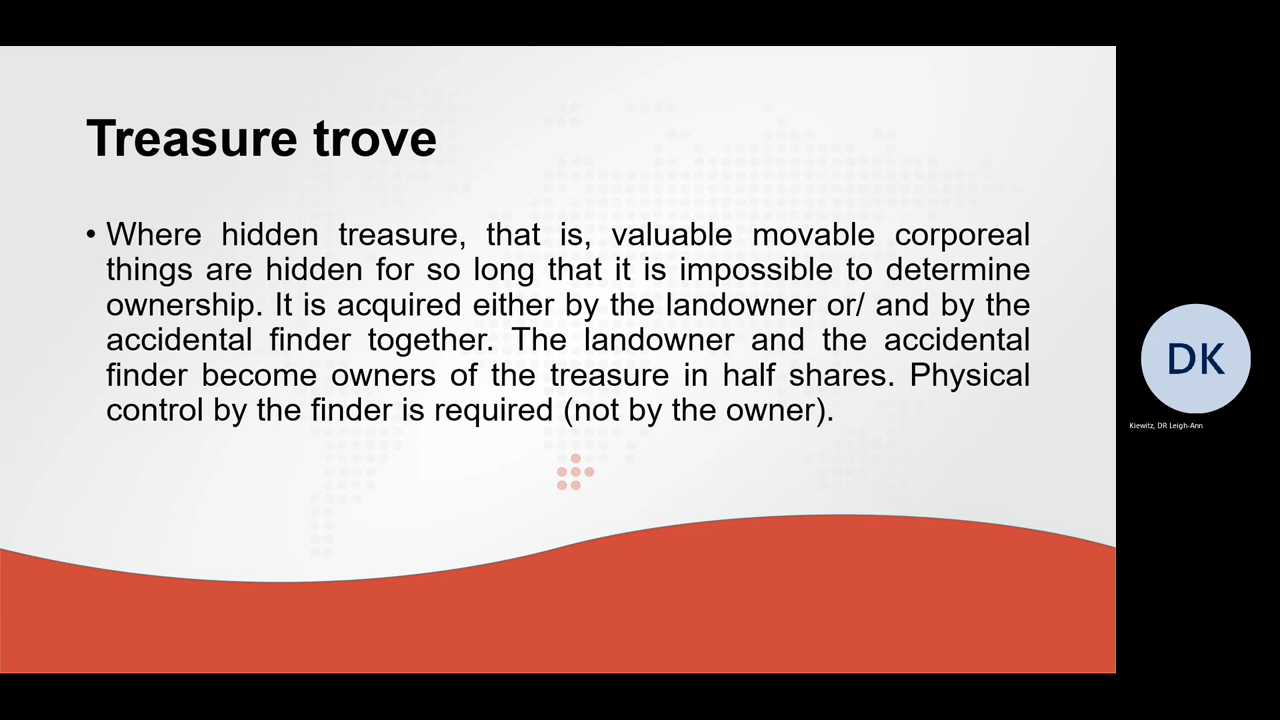 Treasure trove
• Where hidden treasure, that is, valuable movable corporeal
things are hidden for so long that it is impossible to determine
ownership. It is acquired either by the landowner or/ and by the
accidental finder together. The landowner and the accidental
finder become owners of the treasure in half shares. Physical
control by the finder is required (not by the owner).
DK
Kiewitz, DR Leigh-Ann